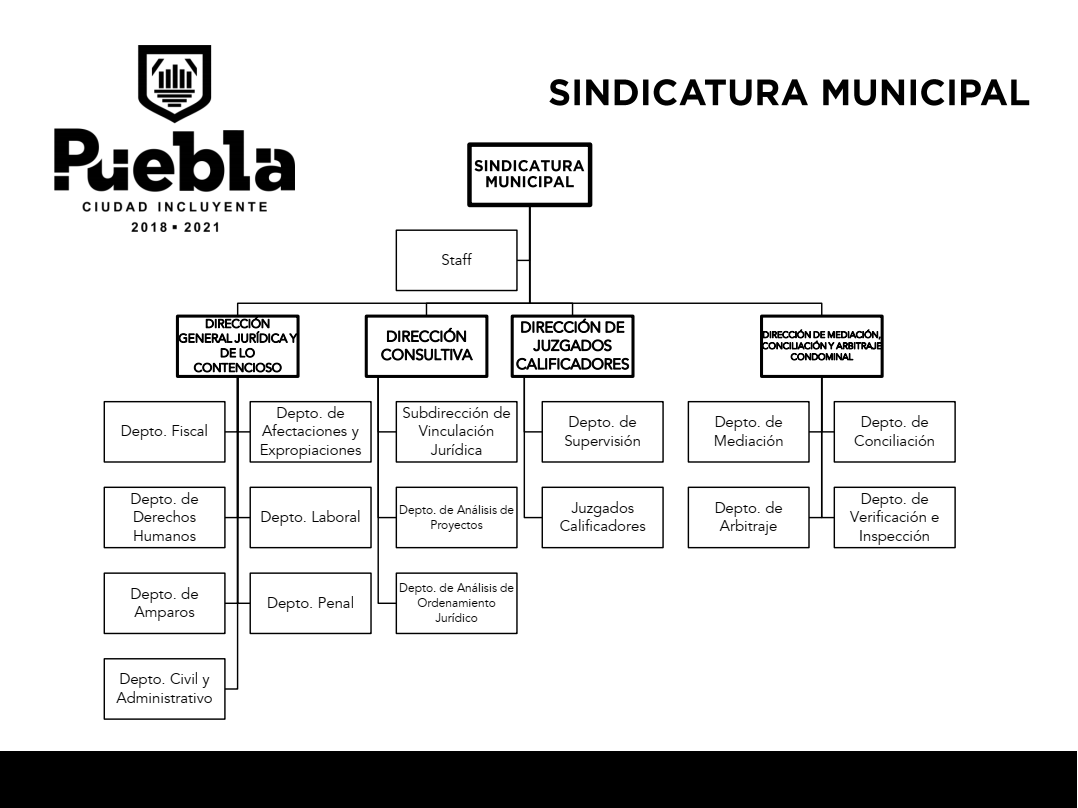 Puebla
CIUDAD INCLUYENTE
2018 ▪ 2021
SINDICATURA MUNICIPAL
SINDICATURA
MUNICIPAL
Staff
DIRECCIÓN
GENERAL JURÍDICA Y
DE LO
CONTENCIOSO
DIRECCIÓN
CONSULTIVA
DIRECCIÓN DE
JUZGADOS
CALIFICADORES
DIRECCIÓN DE MEDIACIÓN,
CONCILIACIÓN Y ARBITRAJE
CONDOMINAL
Depto. Fiscal
Depto. de
Afectaciones y
Expropiaciones
Subdirección de
Vinculación
Jurídica
Depto. de
Supervisión
Depto. de
Mediación
Depto. de
Conciliación
Depto. de
Derechos
Humanos
Depto. Laboral
Depto. de Análisis de
Proyectos
Juzgados
Calificadores
Depto. de
Arbitraje
Depto. de
Verificación e
Inspección
Depto. de
Amparos
Depto. Penal
Depto. de Análisis de
Ordenamiento
Jurídico
Depto. Civil y
Administrativo